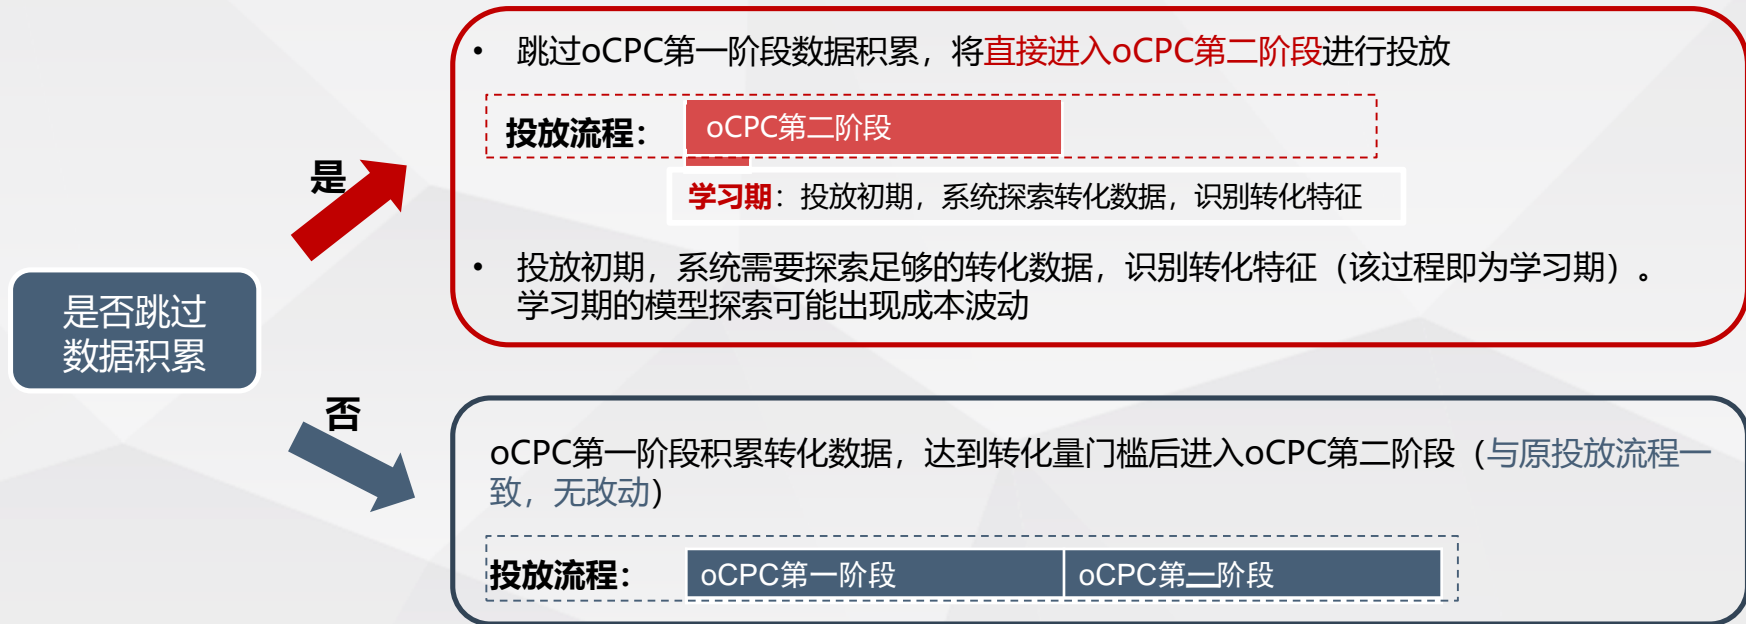 • 跳过oCPC第一阶段数据积累，将直接进入oCPC第二阶段进行投放
投放流程： oCPC第二阶段
学习期：投放初期，系统探索转化数据，识别转化特征
是
• 投放初期，系统需要探索足够的转化数据，识别转化特征（该过程即为学习期）。
学习期的模型探索可能出现成本波动
是否跳过
数据积累
否
oCPC第一阶段积累转化数据，达到转化量门槛后进入oCPC第二阶段（与原投放流程一
致，无改动）
投放流程： oCPC第一阶段 oCPC第二阶段